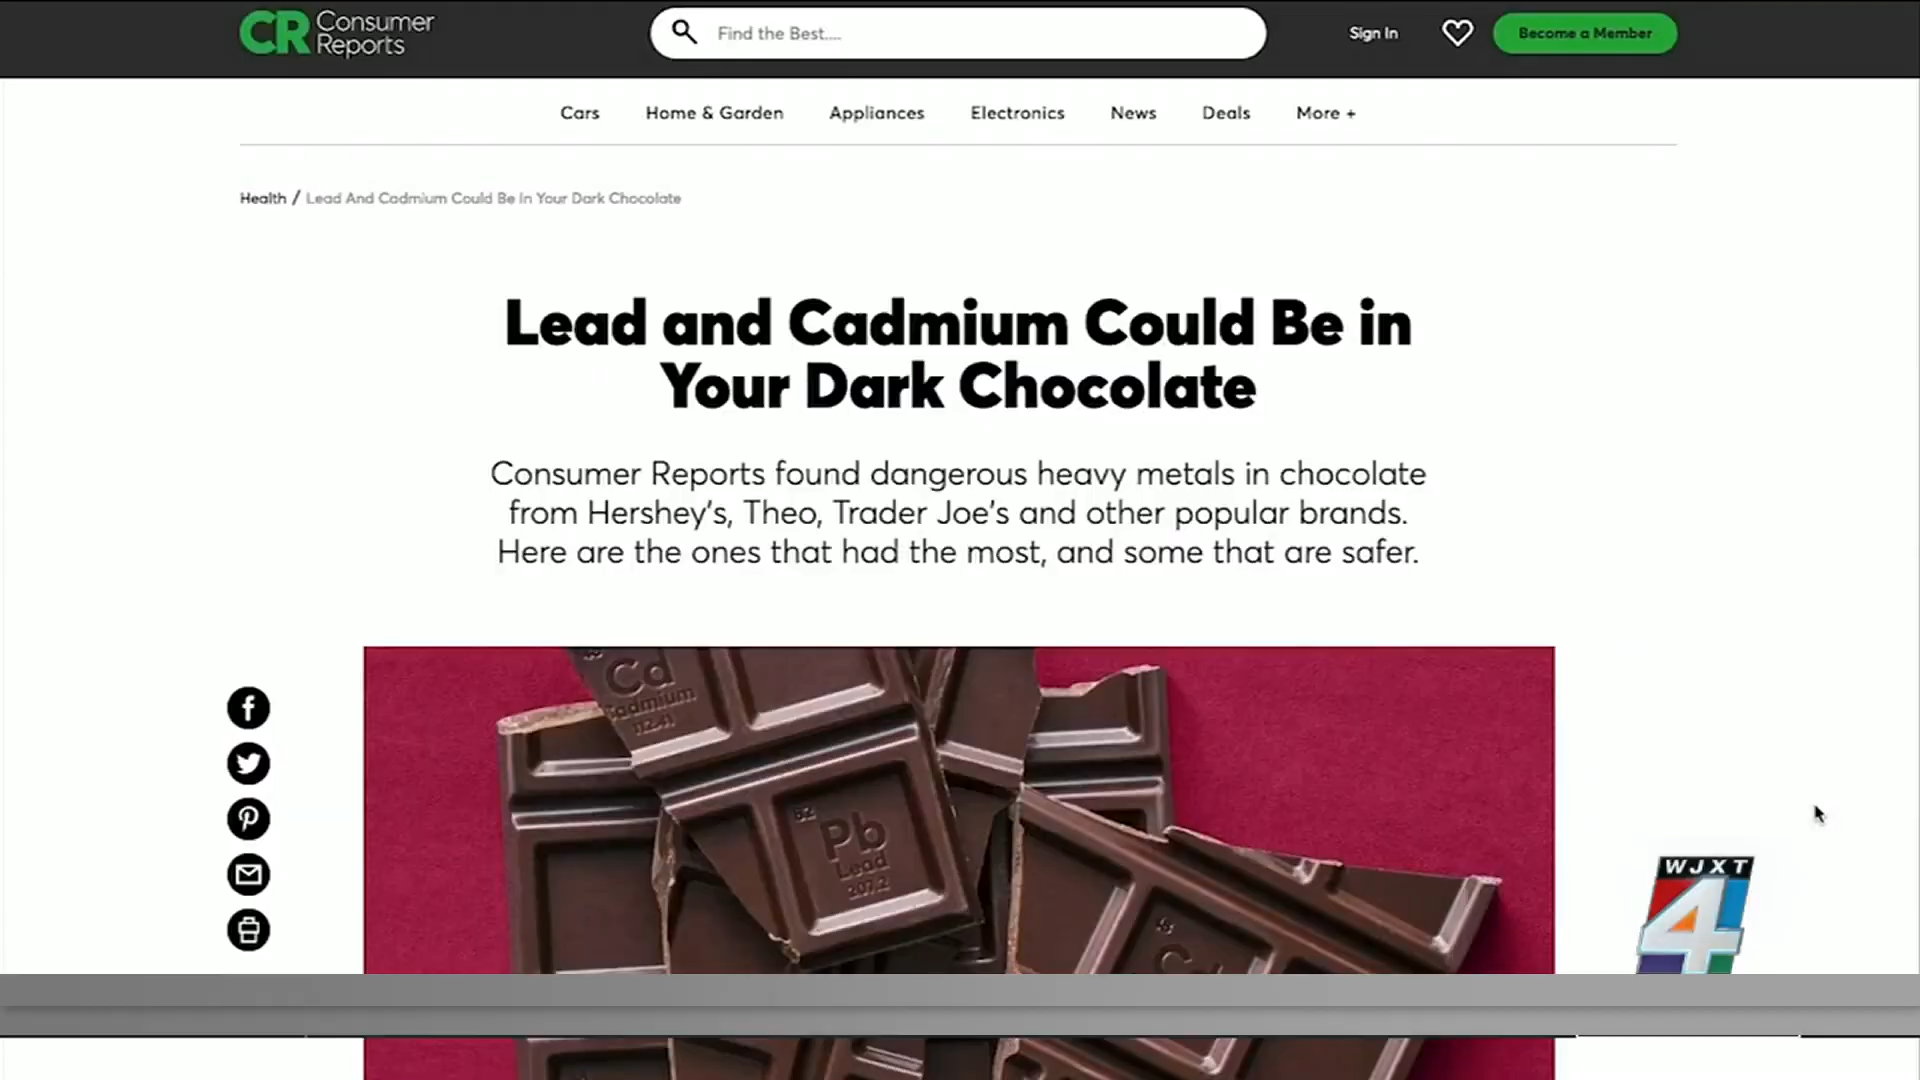 CR Consumer
Reports
Find the Best....
Sign In
Become a Member
Cars Home & Garden Appliances Electronics News Deals More +
Health / Lead And Cadmium Could Be In Your Dark Chocolate
Lead and Cadmium Could Be in
Your Dark Chocolate
Consumer Reports found dangerous heavy metals in chocolate
from Hershey's, Theo, Trader Joe's and other popular brands.
Here are the ones that had the most, and some that are safer.
Cd
Cadmium
112.41
82
Pb
Lead
207.2
48
Cd
WJXT
4